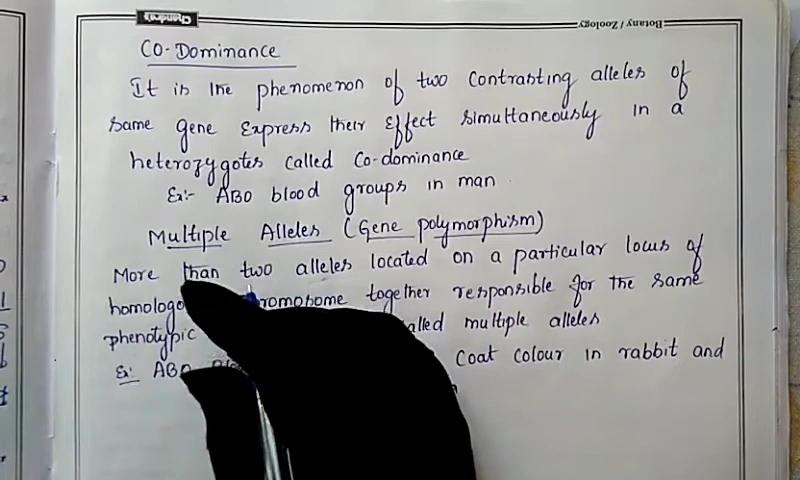 Chandrab
Botany / Zoology
CO-Dominance
It is the phenomenon of two contrasting alleles of
same gene express their effect simultaneously in a
heterozygotes called Co-dominance
Ex:- ABO blood groups in man
Multiple Alleles (Gene polymorphism)
More than two alleles located on a particular locus of
together responsible for the same
phenotypic multiple alleles
Ex: ABO Coat colour in rabbit and